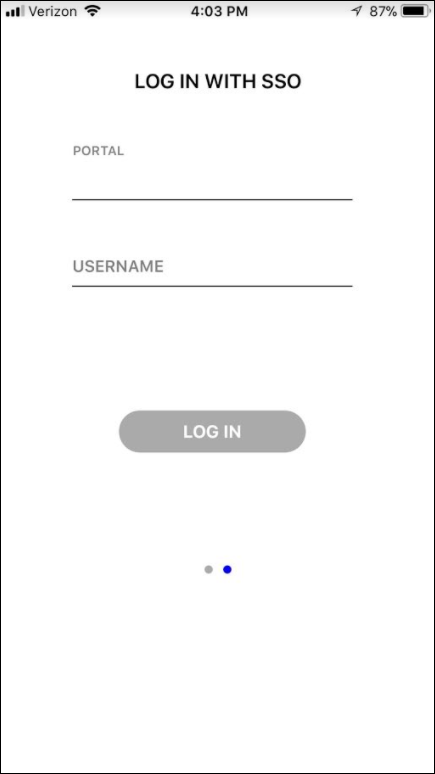 Verizon 4:03 PM 87%
LOG IN WITH SSO
PORTAL
USERNAME
LOG IN